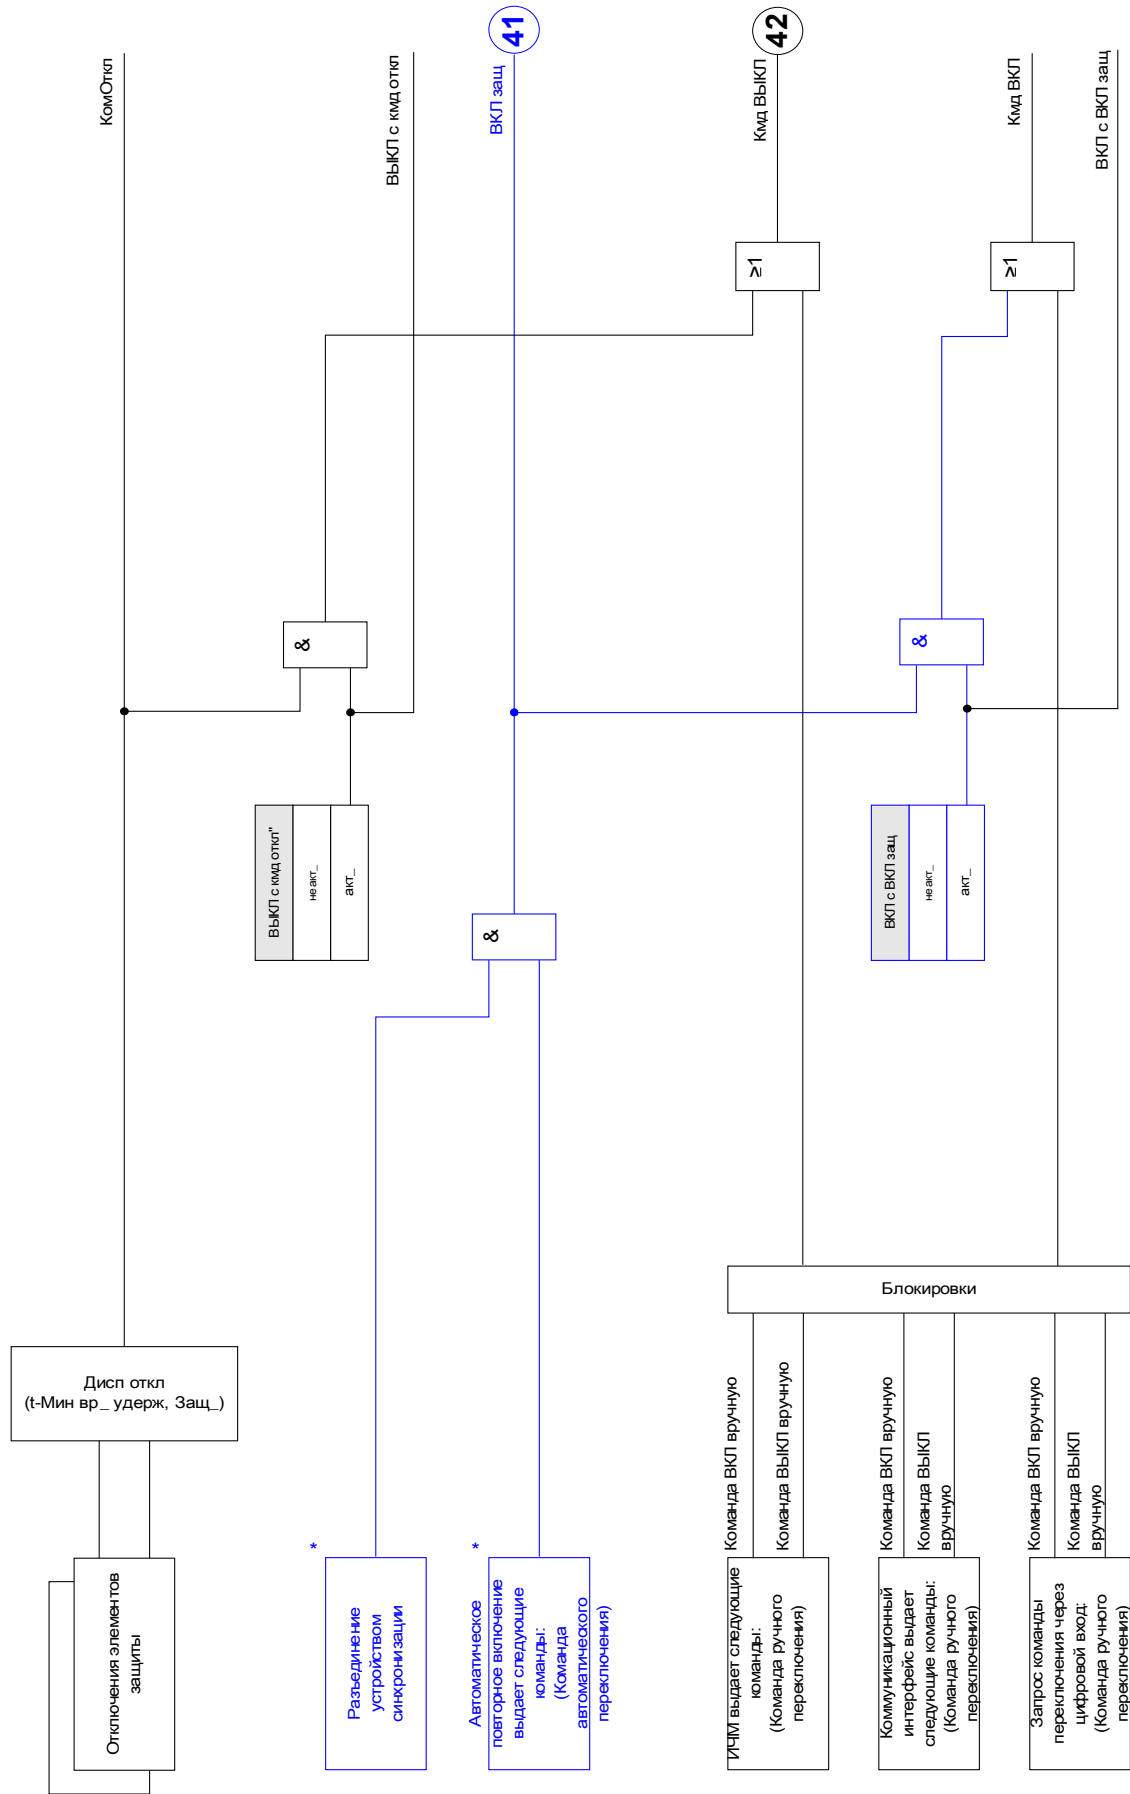 КомОткл
ВЫКЛ с кмд откл
41
ВКЛ защ
42
Кмд ВЫКЛ
Кмд ВКЛ
ВКЛ с ВКЛ защ
≥1
≥1
&
&
ВЫКЛ с кмд откл"
неакт_
акт_
&
ВКЛ с ВКЛ защ
неакт_
акт_
Дисп откл
(t-Мин вр_ удерж, Защ_)
Блокировки
Отключения элементов
защиты
*
Разъединение
устройством
синхронизации
*
Автоматическое
повторное включение
выдает следующие
команды:
(Команда
автоматического
переключения)
Команда ВКЛ вручную
Команда ВЫКЛ вручную
ИЧМ выдает следующие
команды:
(Команда ручного
переключения)
Команда ВКЛ вручную
Команда ВЫКЛ
вручную
Коммуникационный
интерфейс выдает
следующие команды:
(Команда ручного
переключения)
Команда ВКЛ вручную
Команда ВЫКЛ
вручную
Запрос команды
переключения через
цифровой вход:
(Команда ручного
переключения)